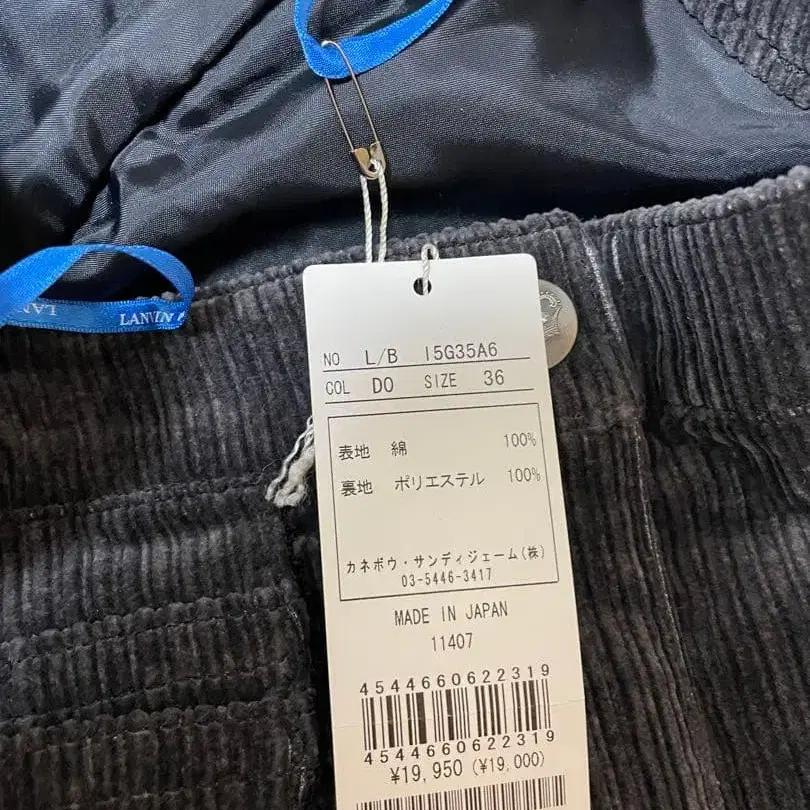 LANVIN
LANVIN
NO L/B I5G35A6
COL DO SIZE 36
表地 綿 100%
裏地 ポリエステル 100%
カネボウ・サンディジェーム(株)
03-5446-3417
MADE IN JAPAN
11407
4544660622319
4544660622319
¥19,950 (¥19,000)